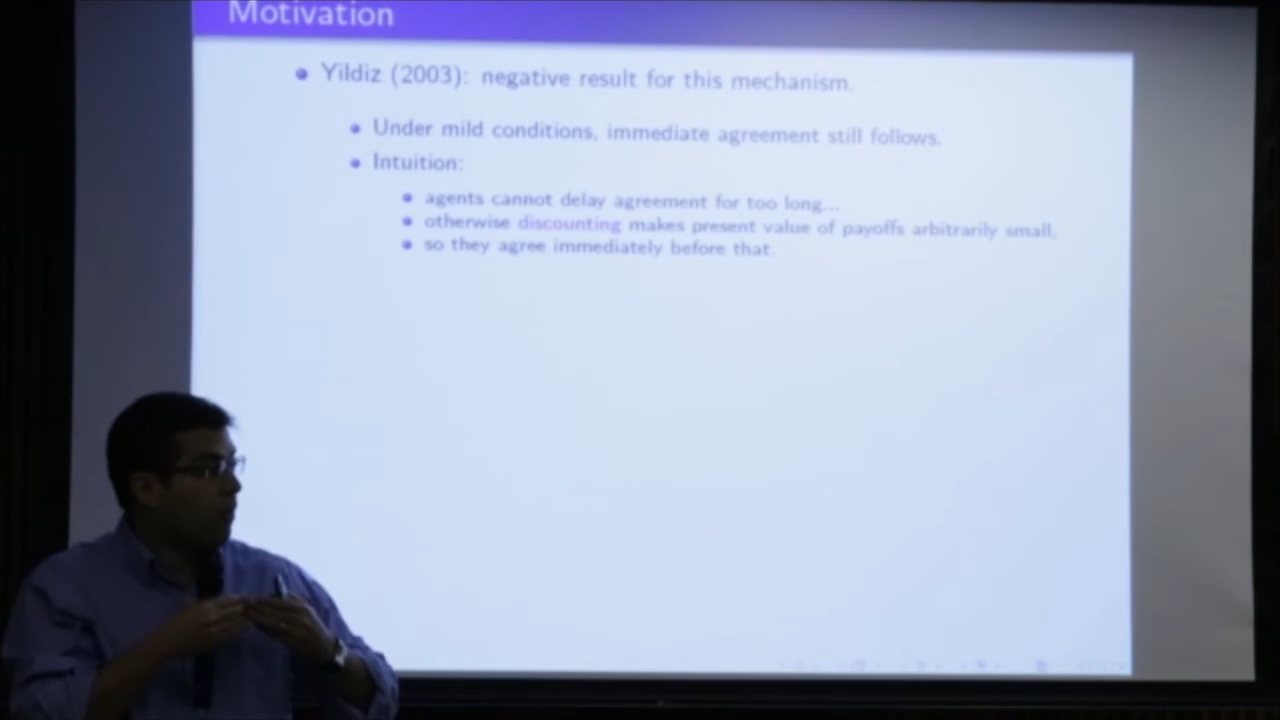 Motivation
Yildiz (2003): negative result for this mechanism.
Under mild conditions, immediate agreement still follows.
Intuition:
agents cannot delay agreement for too long...
otherwise discounting makes present value of payoffs arbitrarily small,
so they agree immediately before that.